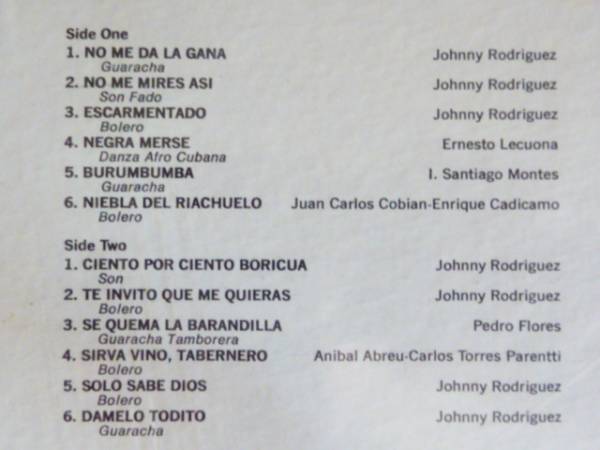 Side One
1. NO ME DA LA GANA Johnny Rodriguez
Guaracha
2. NO ME MIRES ASI Johnny Rodriguez
Son Fado
3. ESCARMENTADO Johnny Rodriguez
Bolero
4. NEGRA MERSE Ernesto Lecuona
Danza Afro Cubana
5. BURUMBUMBA I. Santiago Montes
Guaracha
6. NIEBLA DEL RIACHUELO Juan Carlos Cobian-Enrique Cadicamo
Bolero
Side Two
1. CIENTO POR CIENTO BORICUA Johnny Rodriguez
Son
2. TE INVITO QUE ME QUIERAS Johnny Rodriguez
Bolero
3. SE QUEMA LA BARANDILLA Pedro Flores
Guaracha Tamborera
4. SIRVA VINO, TABERNERO Anibal Abreu-Carlos Torres Parentti
Bolero
5. SOLO SABE DIOS Johnny Rodriguez
Bolero
6. DAMELO TODITO Johnny Rodriguez
Guaracha